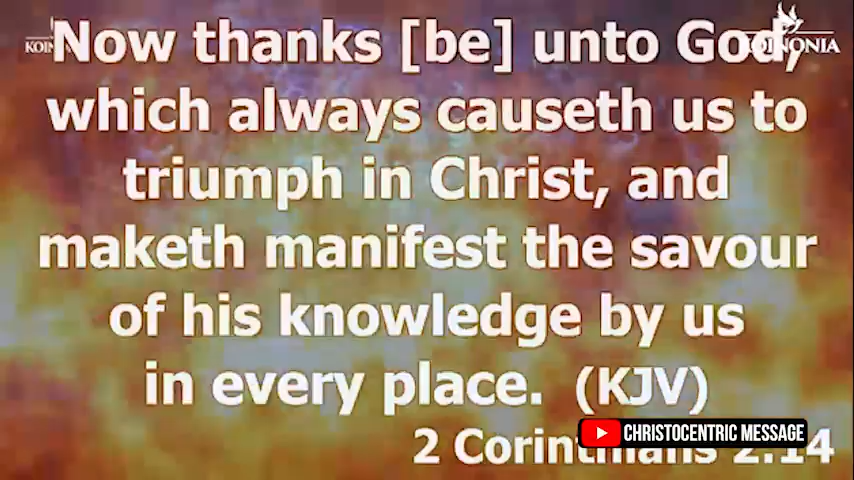 KOINONIA
Now thanks [be] unto God,
which always causeth us to
triumph in Christ, and
maketh manifest the savour
of his knowledge by us
in every place. (KJV)
CHRISTOCENTRIC MESSAGE
2 Corinthians 2:14